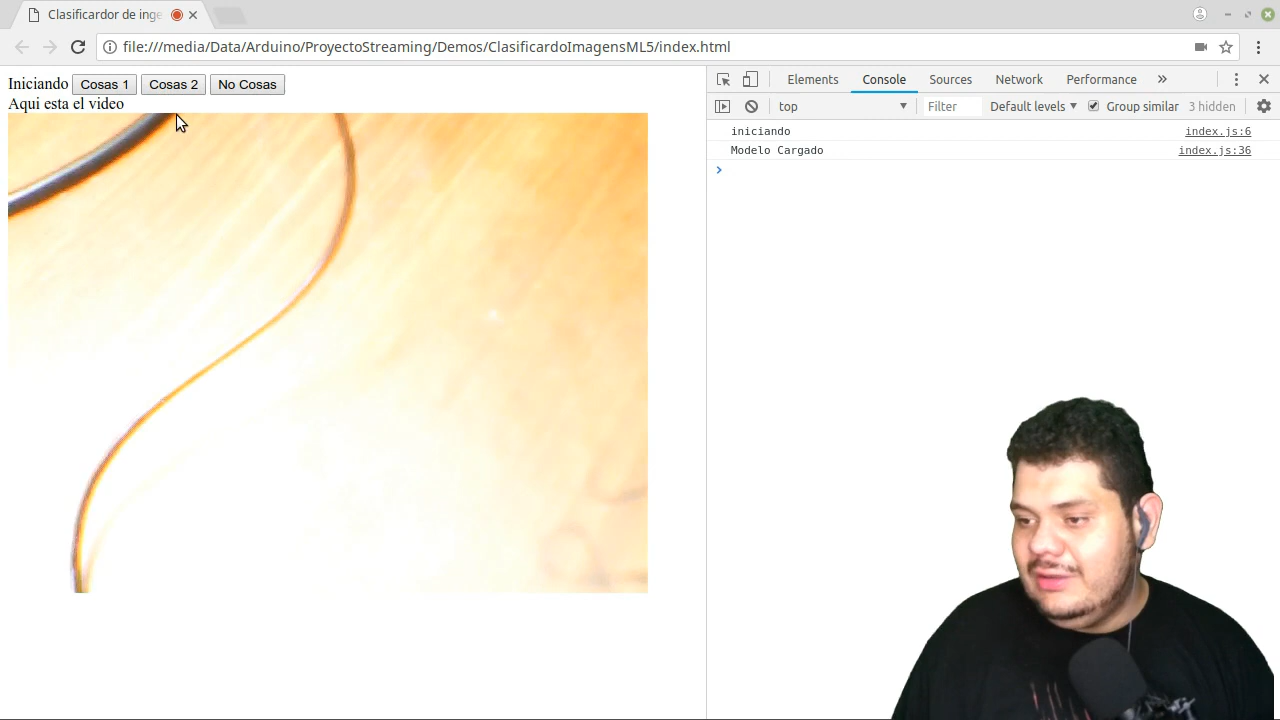 Clasificardor de inge
file:///media/Data/Arduino/ProyectoStreaming/Demos/ClasificardoImagensML5/index.html
Iniciando Cosas 1 Cosas 2 No Cosas
Aqui esta el video
Elements Console Sources Network Performance »
top Filter Default levels Group similar 3 hidden
iniciando index.js:6
Modelo Cargado index.js:36